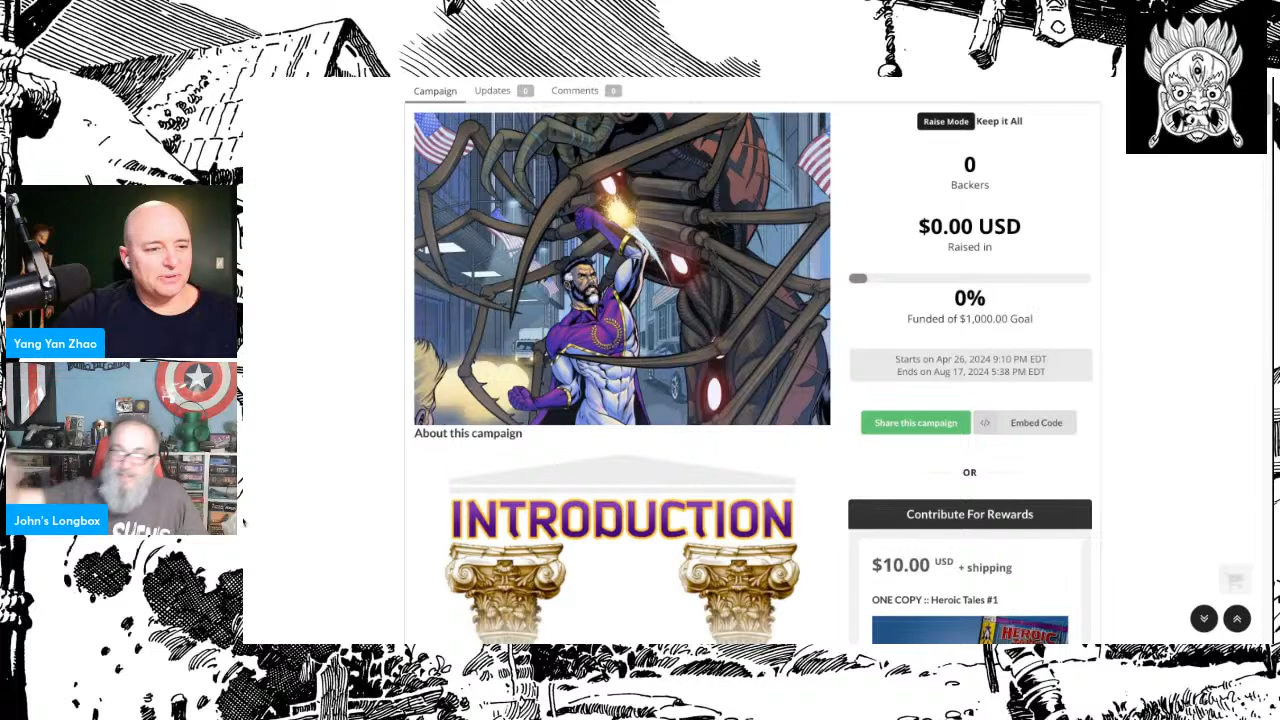 Campaign
Updates 0
Comments 0
Raise Mode Keep it All
0
Backers
$0.00 USD
Raised in
0%
Funded of $1,000.00 Goal
Starts on Apr 26, 2024 9:10 PM EDT
Ends on Aug 17, 2024 5:38 PM EDT
Share this campaign
</> Embed Code
OR
Contribute For Rewards
$10.00 USD + shipping
ONE COPY :: Heroic Tales #1
HEROIC
About this campaign
INTRODUCTION
Yang Yan Zhao
John's Longbox